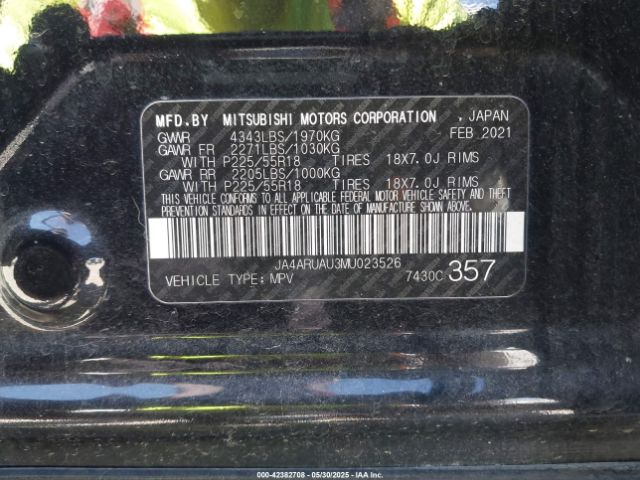 MFD.BY MITSUBISHI MOTORS CORPORATION , JAPAN
GVWR 4343LBS/1970KG FEB 2021
GAWR FR 2271LBS/1030KG
WITH P225/55R18 TIRES 18X7.0J RIMS
GAWR RR 2205LBS/1000KG
WITH P225/55R18 TIRES 18X7.0J RIMS
THIS VEHICLE CONFORMS TO ALL APPLICABLE FEDERAL MOTOR VEHICLE SAFETY AND THEFT
PREVENTION STANDARDS IN EFFECT ON THE DATE OF MANUFACTURE SHOWN ABOVE.
JA4ARUAU3MU023526
VEHICLE TYPE:MPV 7430C 357
000-42382708 - 05/30/2025 - COPYRIGHT IAA, LLC.